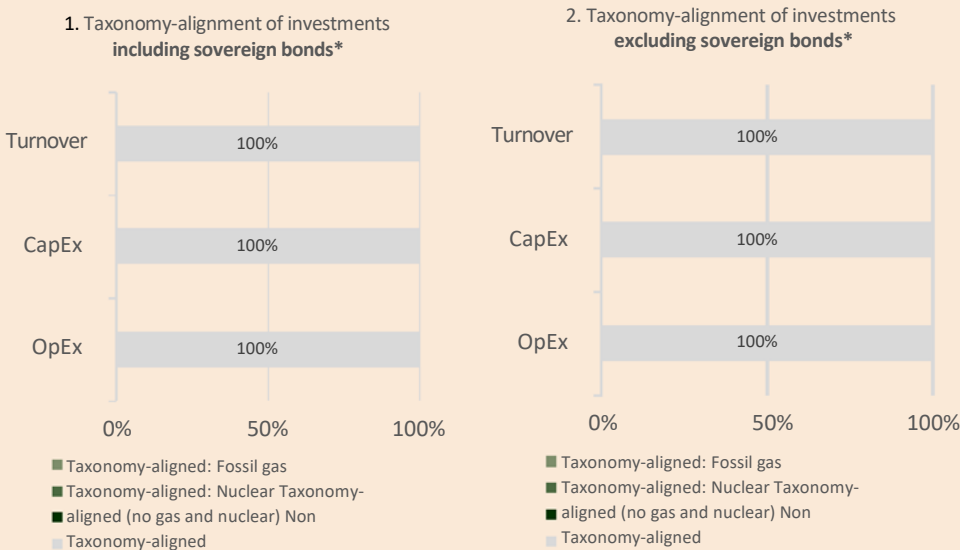 1. Taxonomy-alignment of investments
including sovereign bonds*
Turnover
100%
CapEx
100%
OpEx
100%
0%
50%
100%
Taxonomy-aligned: Fossil gas
Taxonomy-aligned: Nuclear Taxonomy-
aligned (no gas and nuclear) Non
Taxonomy-aligned
2. Taxonomy-alignment of investments
excluding sovereign bonds*
Turnover
100%
CapEx
100%
OpEx
100%
0%
50%
100%
Taxonomy-aligned: Fossil gas
Taxonomy-aligned: Nuclear Taxonomy-
aligned (no gas and nuclear) Non
Taxonomy-aligned